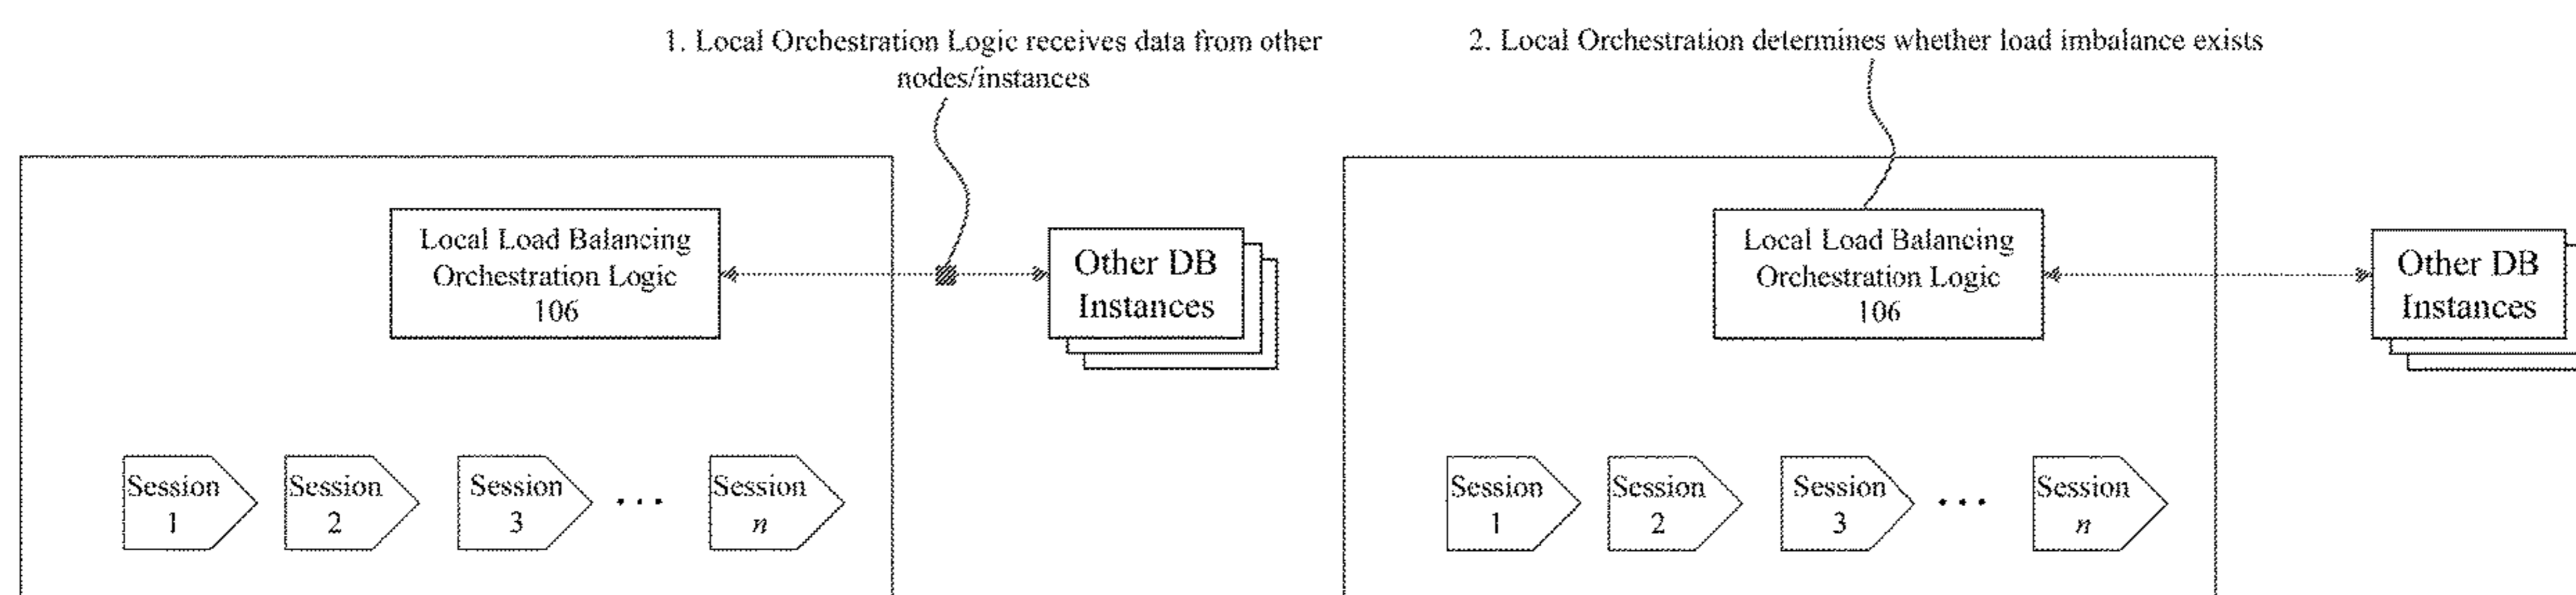 1. Local Orchestration Logic receives data from other
nodes/instances
Local Load Balancing
Orchestration Logic
106
Other DB
Instances
Session
1
Session
2
Session
3
...
Session
n
2. Local Orchestration determines whether load imbalance exists
Local Load Balancing
Orchestration Logic
106
Other DB
Instances
Session
1
Session
2
Session
3
...
Session
n